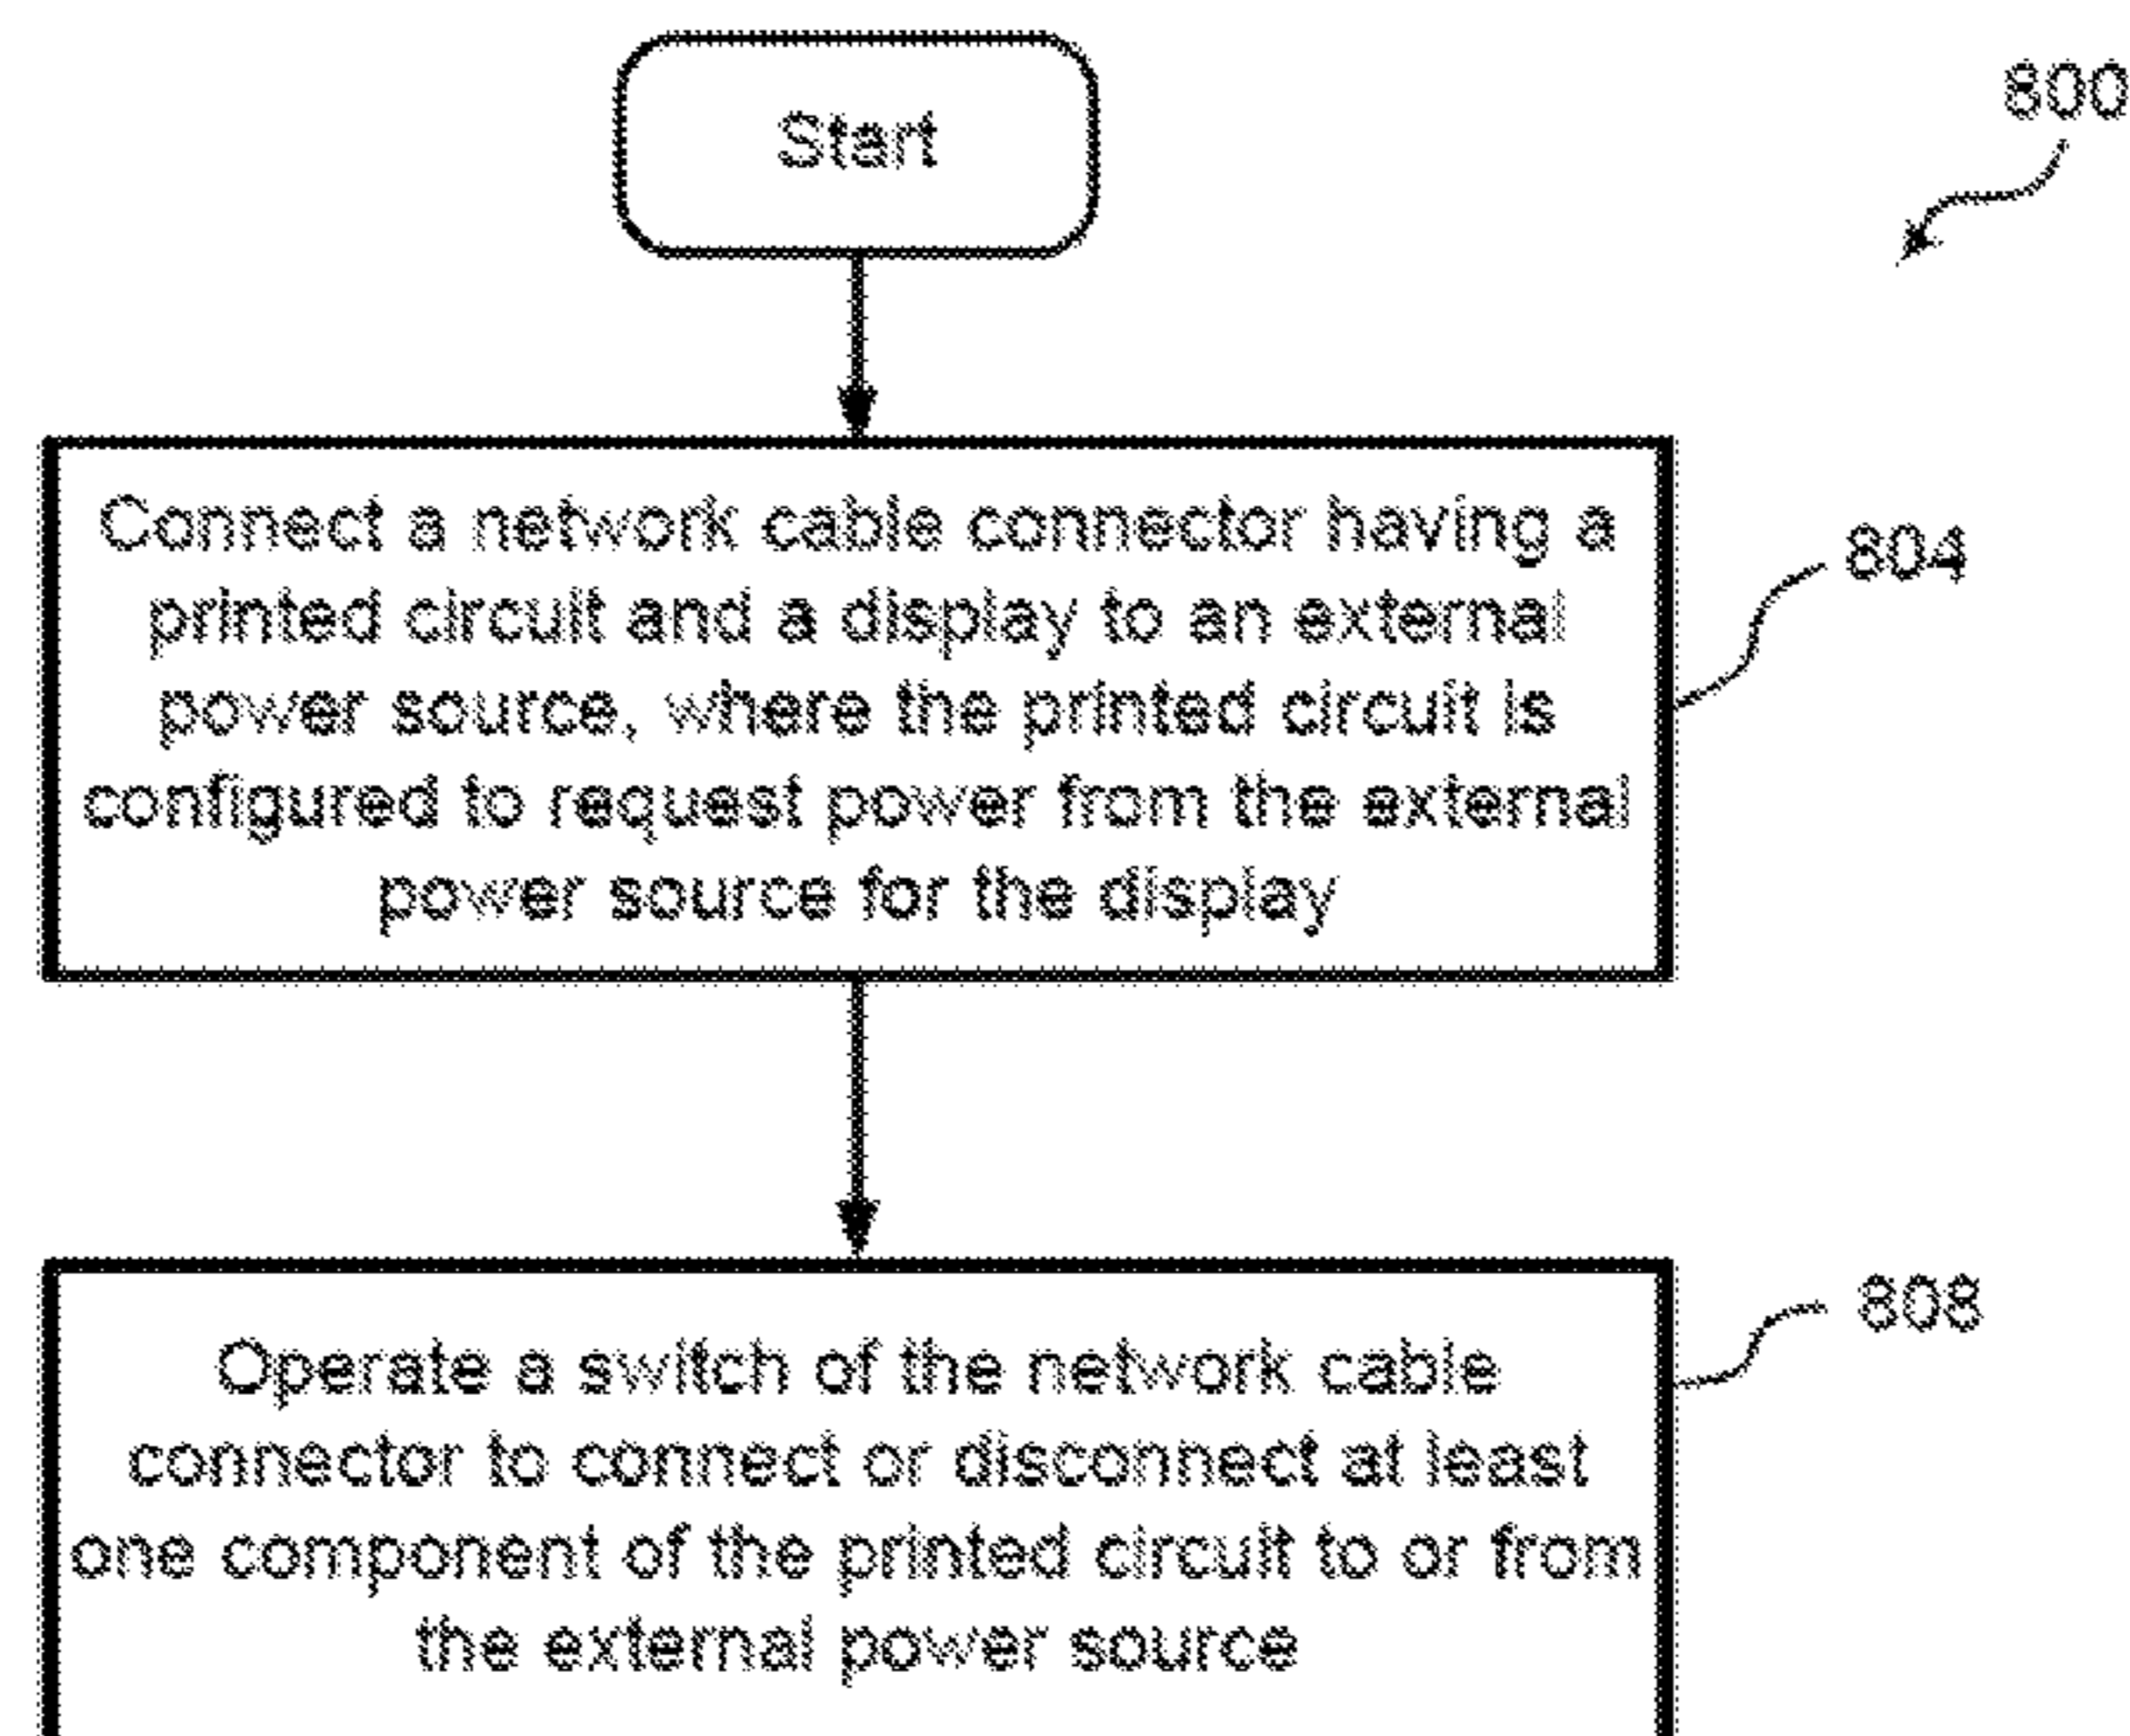 Start
800
Connect a network cable connector having a
printed circuit and a display to an external
power source, where the printed circuit is
configured to request power from the external
power source for the display
804
Operate a switch of the network cable
connector to connect or disconnect at least
one component of the printed circuit to or from
the external power source
808